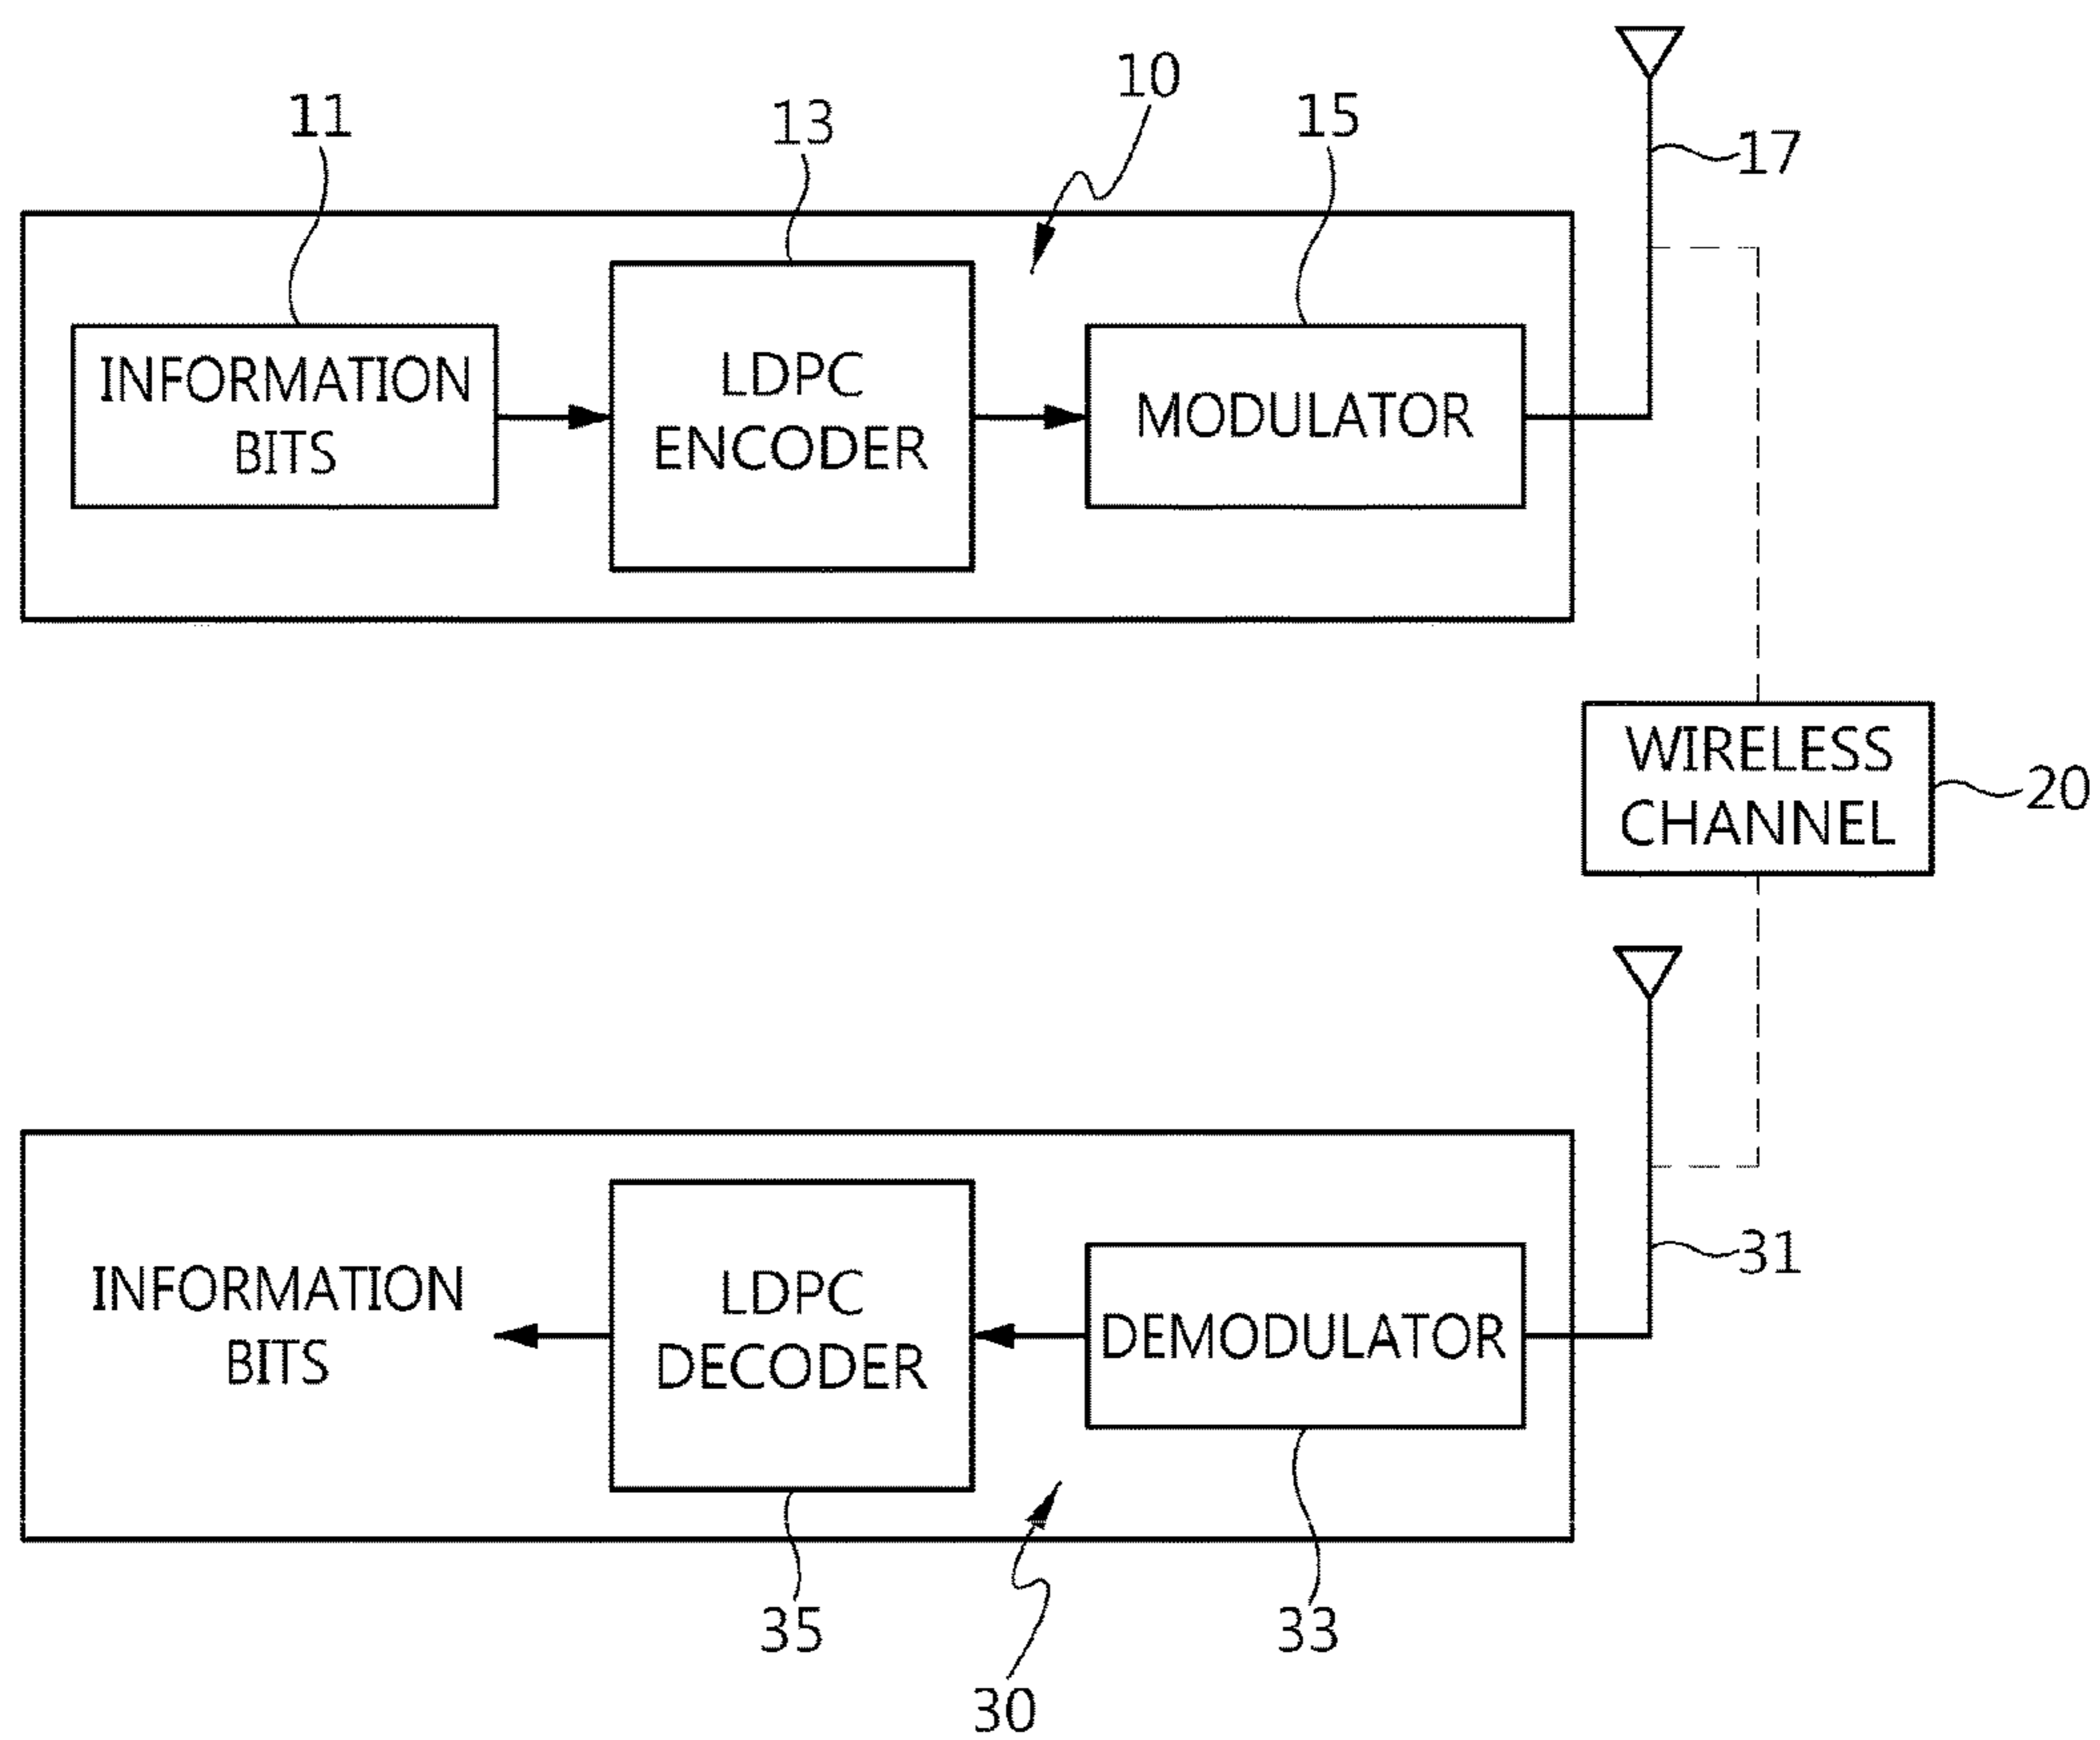 10
11
13
15
17
INFORMATION
BITS
LDPC
ENCODER
MODULATOR
WIRELESS
CHANNEL
20
31
INFORMATION
BITS
LDPC
DECODER
DEMODULATOR
35
33
30